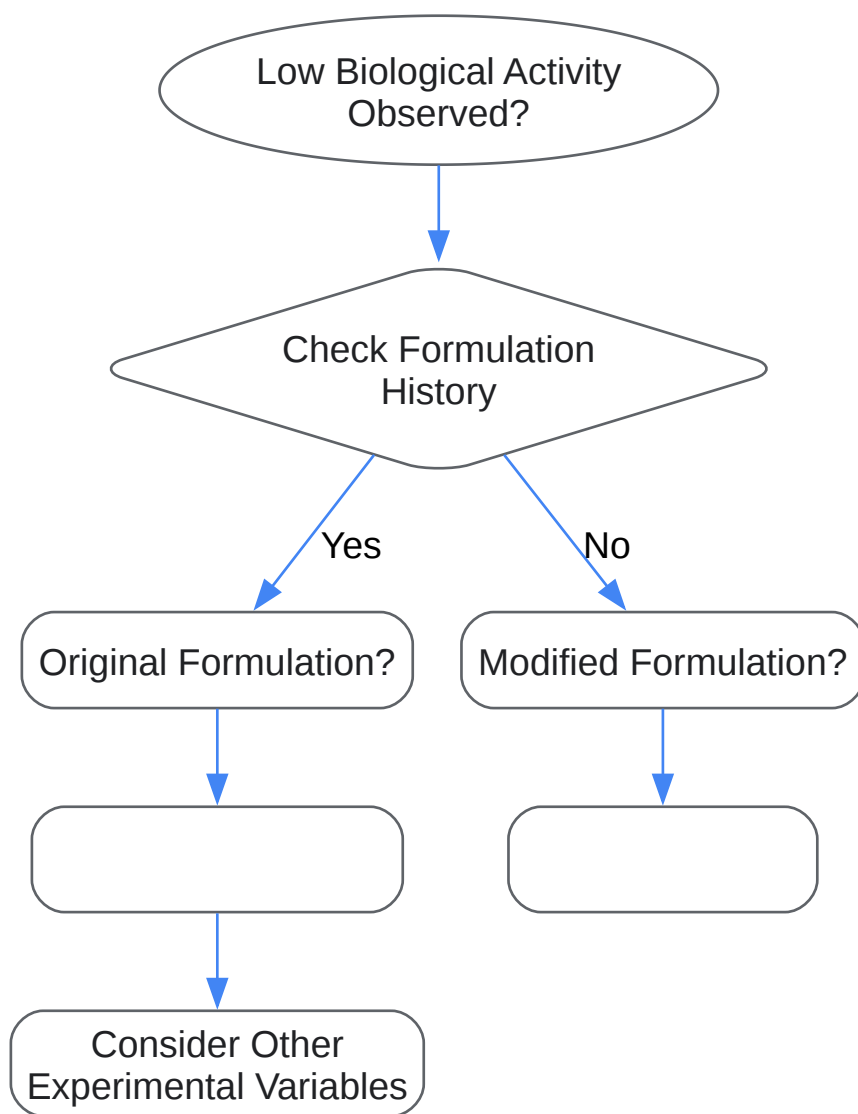 Low Biological Activity
Observed?
Check Formulation
History
Yes
No
Original Formulation?
Modified Formulation?
Consider Other
Experimental Variables